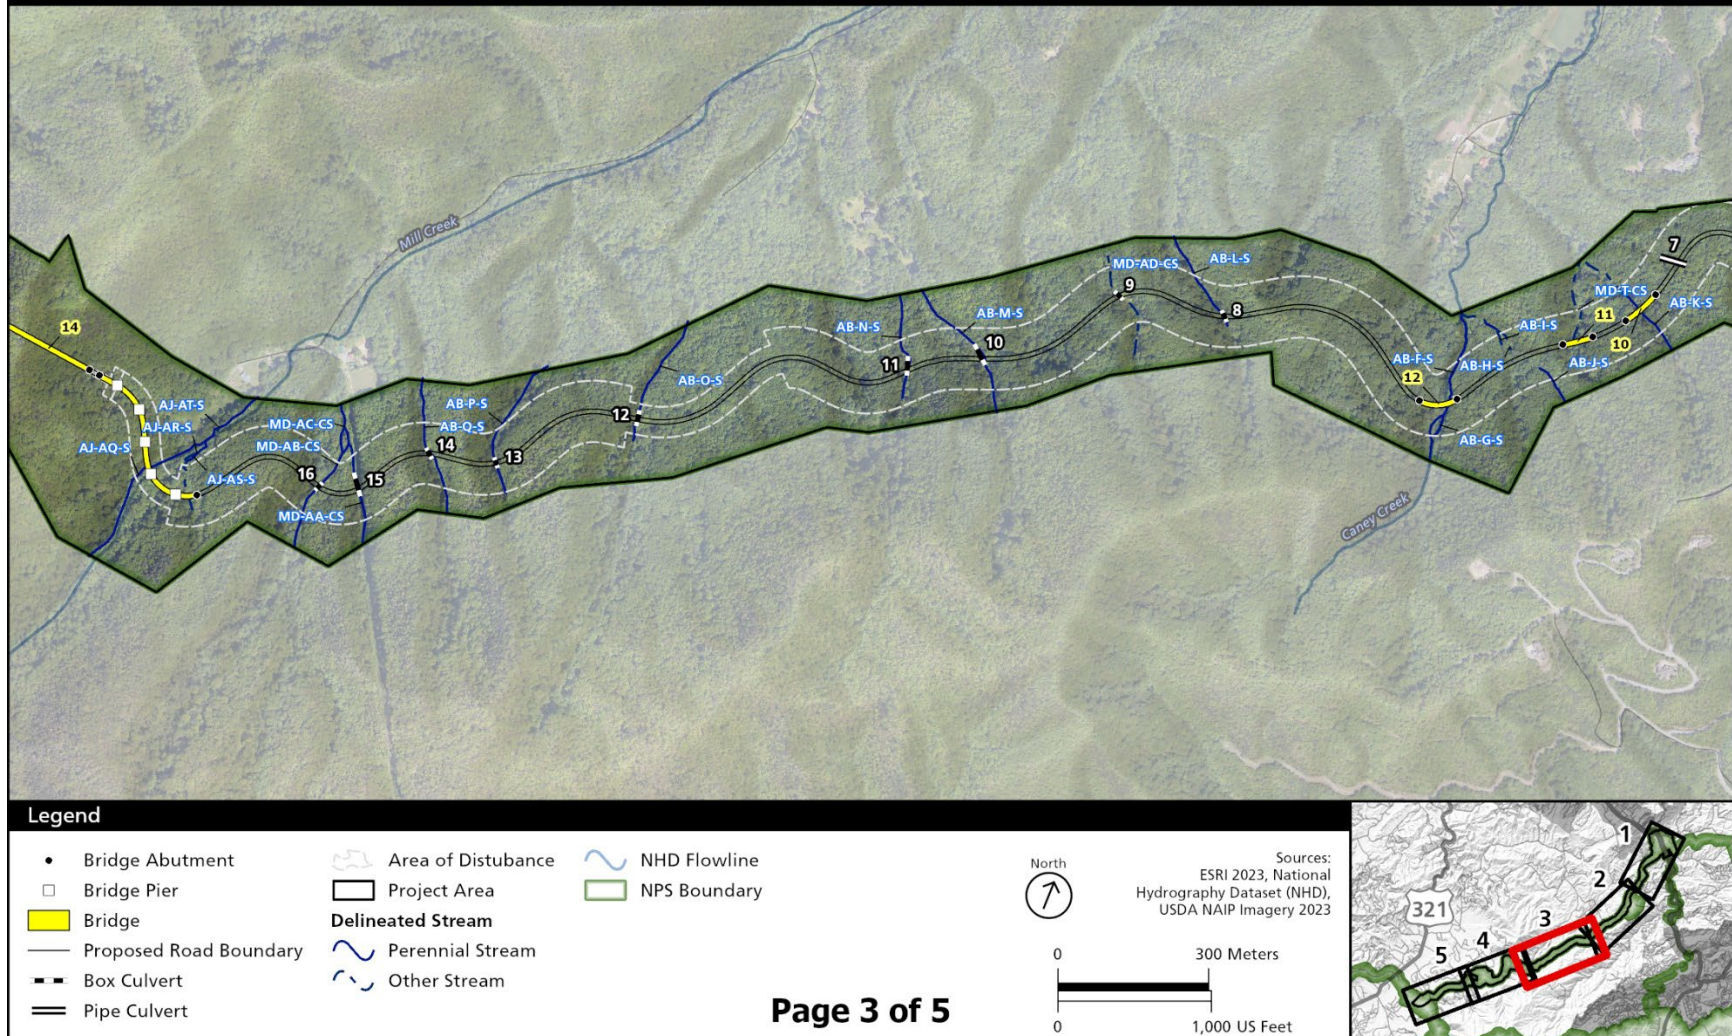 7
MD-T-CS
AB-K-S
11
10
AB-I-S
AB-J-S
AB-F-S
AB-H-S
12
AB-G-S
Caney Creek
MD-AD-CS
AB-L-S
9
8
AB-N-S
AB-M-S
10
11
AB-O-S
12
AB-P-S
AB-Q-S
14
13
Mill Creek
14
AJ-AT-S
AJ-AR-S
AJ-AQ-S
AJ-AS-S
MD-AC-CS
MD-AB-CS
16
15
MD-AA-CS
Legend
Bridge Abutment
Bridge Pier
Bridge
Proposed Road Boundary
Box Culvert
Pipe Culvert
Area of Distubance
Project Area
Delineated Stream
Perennial Stream
Other Stream
NHD Flowline
NPS Boundary
Page 3 of 5
North
Sources:
ESRI 2023, National
Hydrography Dataset (NHD),
USDA NAIP Imagery 2023
0 300 Meters
0 1,000 US Feet
1
2
3
4
5
321